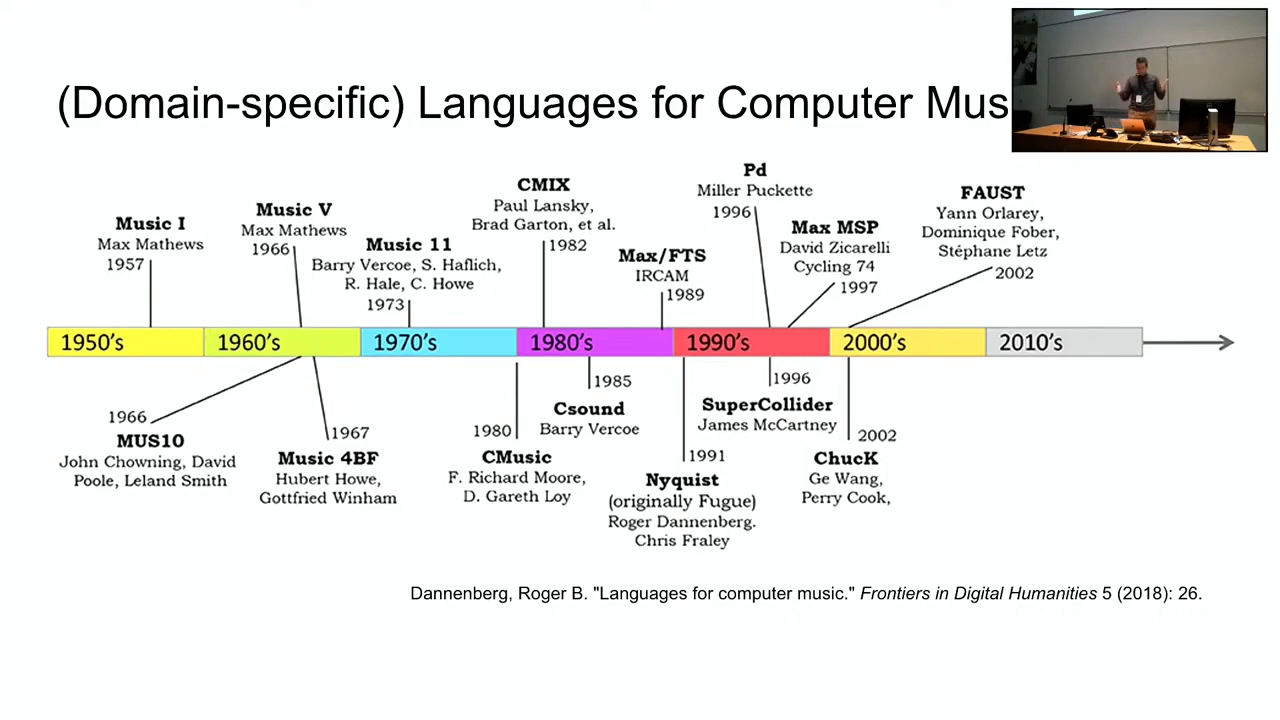 (Domain-specific) Languages for Computer Mus
Music I
Max Mathews
1957
Music V
Max Mathews
1966
Music 11
Barry Vercoe, S. Haflich,
R. Hale, C. Howe
1973
CMIX
Paul Lansky,
Brad Garton, et al.
1982
Max/FTS
IRCAM
1989
Pd
Miller Puckette
1996
Max MSP
David Zicarelli
Cycling 74
1997
FAUST
Yann Orlarey,
Dominique Fober,
Stéphane Letz
2002
1950's
1960's
1970's
1980's
1990's
2000's
2010's
1966
MUS10
John Chowning, David
Poole, Leland Smith
1967
Music 4BF
Hubert Howe,
Gottfried Winham
1980
CMusic
F. Richard Moore,
D. Gareth Loy
1985
Csound
Barry Vercoe
1991
Nyquist
(originally Fugue)
Roger Dannenberg.
Chris Fraley
1996
SuperCollider
James McCartney
2002
ChucK
Ge Wang,
Perry Cook,
Dannenberg, Roger B. "Languages for computer music." Frontiers in Digital Humanities 5 (2018): 26.